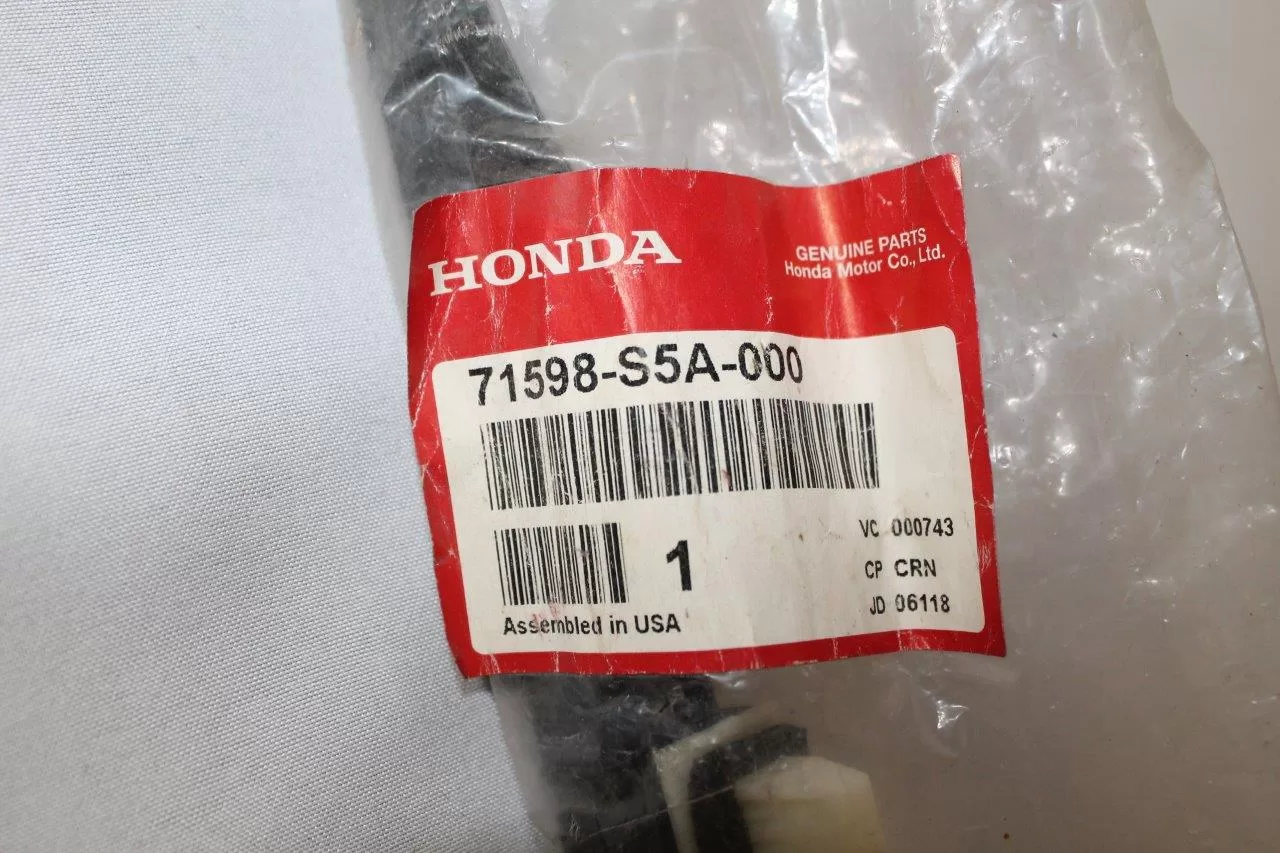 HONDA
GENUINE PARTS
Honda Motor Co., Ltd.
71598-S5A-000
1
VC 000743
CP CRN
JD 06118
Assembled in USA